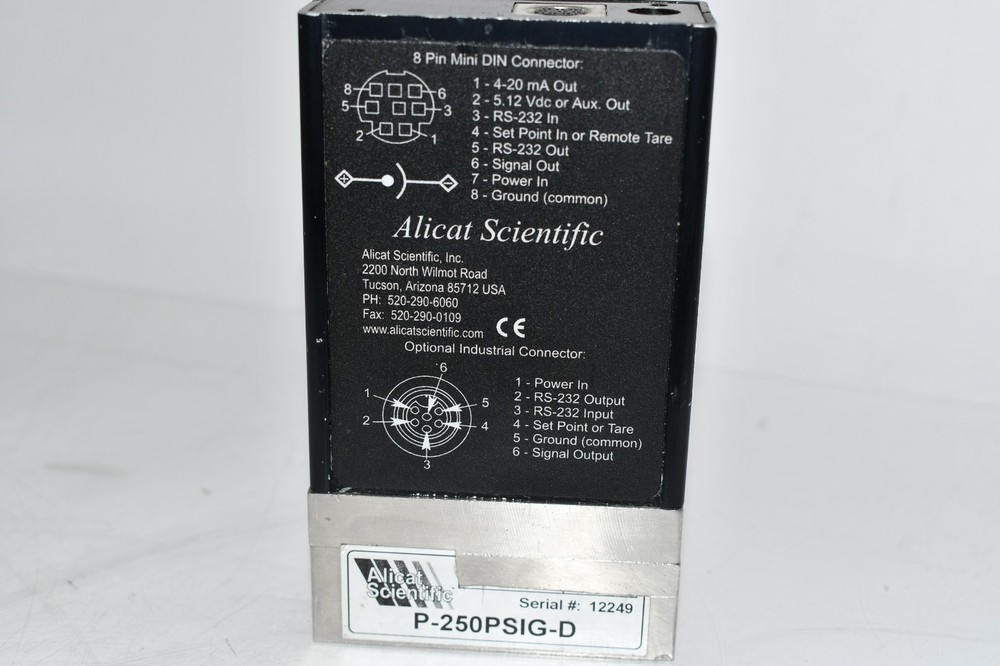 8 Pin Mini DIN Connector:
8
6
5
3
2
1
1 - 4-20 mA Out
2 - 5.12 Vdc or Aux. Out
3 - RS-232 In
4 - Set Point In or Remote Tare
5 - RS-232 Out
6 - Signal Out
7 - Power In
8 - Ground (common)
Alicat Scientific
Alicat Scientific, Inc.
2200 North Wilmot Road
Tucson, Arizona 85712 USA
PH: 520-290-6060
Fax: 520-290-0109
www.alicatscientific.com CE
Optional Industrial Connector:
6
1
5
2
4
3
1 - Power In
2 - RS-232 Output
3 - RS-232 Input
4 - Set Point or Tare
5 - Ground (common)
6 - Signal Output
Alicat
Scientific
Serial #: 12249
P-250PSIG-D